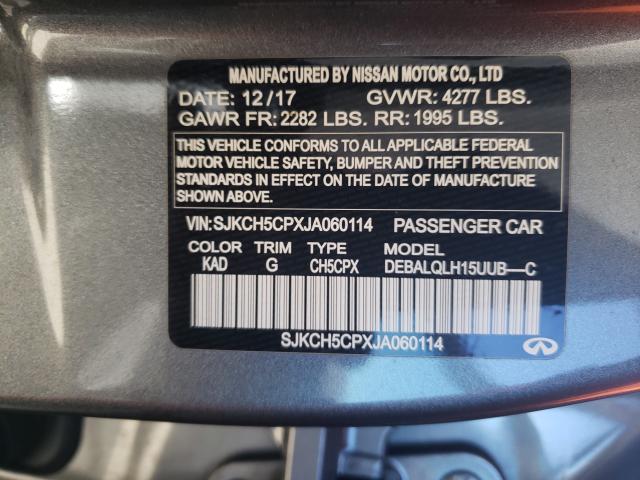 MANUFACTURED BY NISSAN MOTOR CO., LTD
DATE: 12/17 GVWR: 4277 LBS.
GAWR FR: 2282 LBS. RR: 1995 LBS.
THIS VEHICLE CONFORMS TO ALL APPLICABLE FEDERAL
MOTOR VEHICLE SAFETY, BUMPER AND THEFT PREVENTION
STANDARDS IN EFFECT ON THE DATE OF MANUFACTURE
SHOWN ABOVE.
VIN: SJKCH5CPXJA060114 PASSENGER CAR
COLOR TRIM TYPE MODEL
KAD G CH5CPX DEBALQLH15UUB--C
SJKCH5CPXJA060114